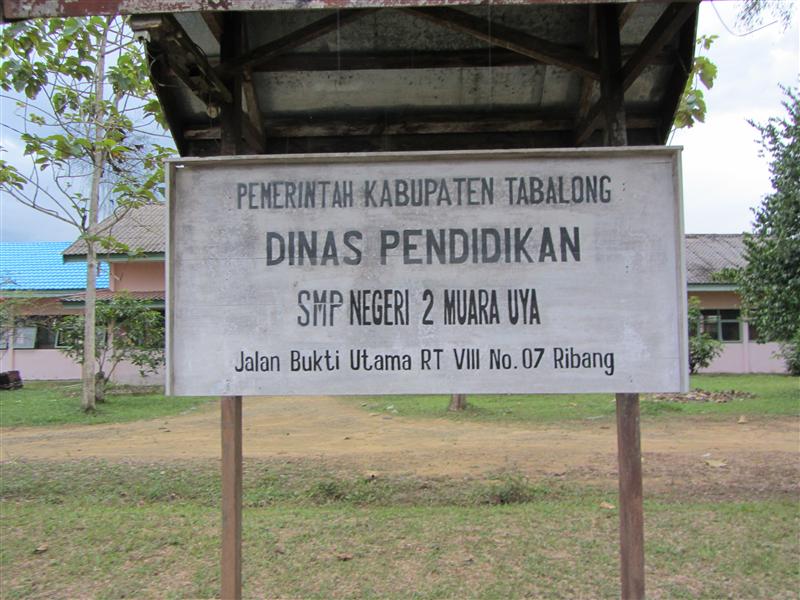 PEMERINTAH KABUPATEN TABALONG
DINAS PENDIDIKAN
SMP NEGERI 2 MUARA UYA
Jalan Bukti Utama RT VIII No. 07 Ribang